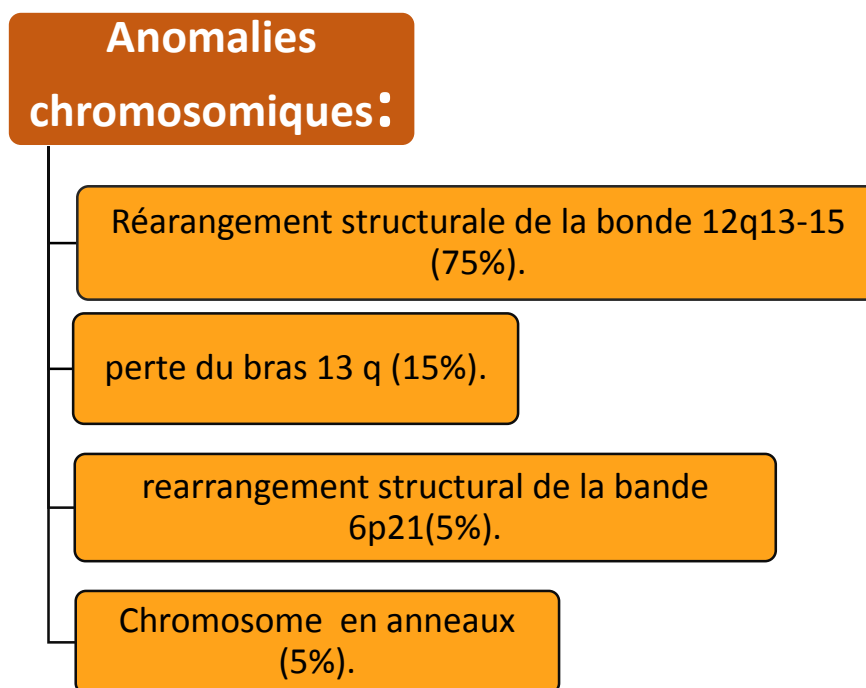 Anomalies
chromosomiques:
Réarangement structurale de la bonde 12q13-15
(75%).
perte du bras 13 q (15%).
rearrangement structural de la bande
6p21(5%).
Chromosome en anneaux
(5%).